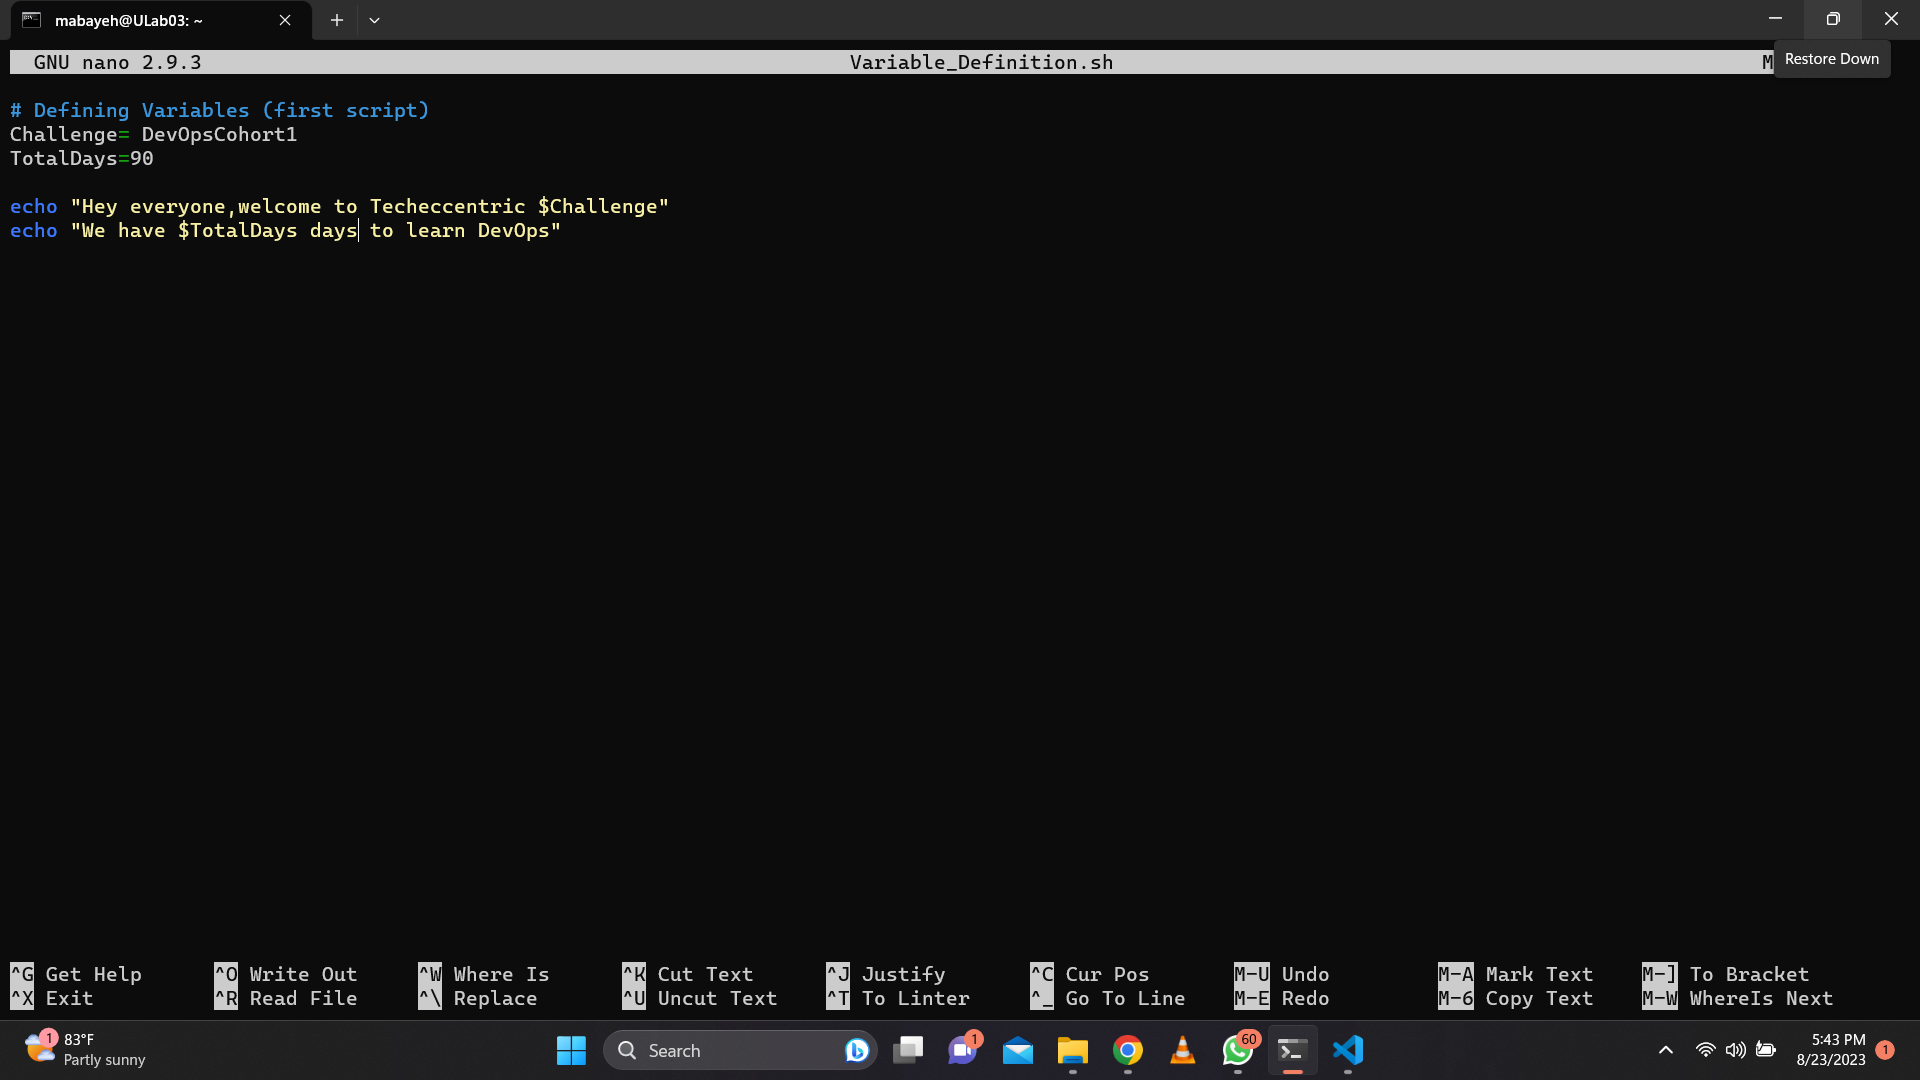 mabayeh@ULab03: ~
GNU nano 2.9.3 Variable_Definition.sh M
Restore Down
# Defining Variables (first script)
Challenge= DevOpsCohort1
TotalDays=90
echo "Hey everyone,welcome to Techeccentric $Challenge"
echo "We have $TotalDays days to learn DevOps"
^G Get Help ^O Write Out ^W Where Is ^K Cut Text ^J Justify ^C Cur Pos M-U Undo M-A Mark Text M-] To Bracket
^X Exit ^R Read File ^\ Replace ^U Uncut Text ^T To Linter ^_ Go To Line M-E Redo M-6 Copy Text M-W WhereIs Next
1 83°F
Partly sunny
Search
1
60
5:43 PM
8/23/2023
1